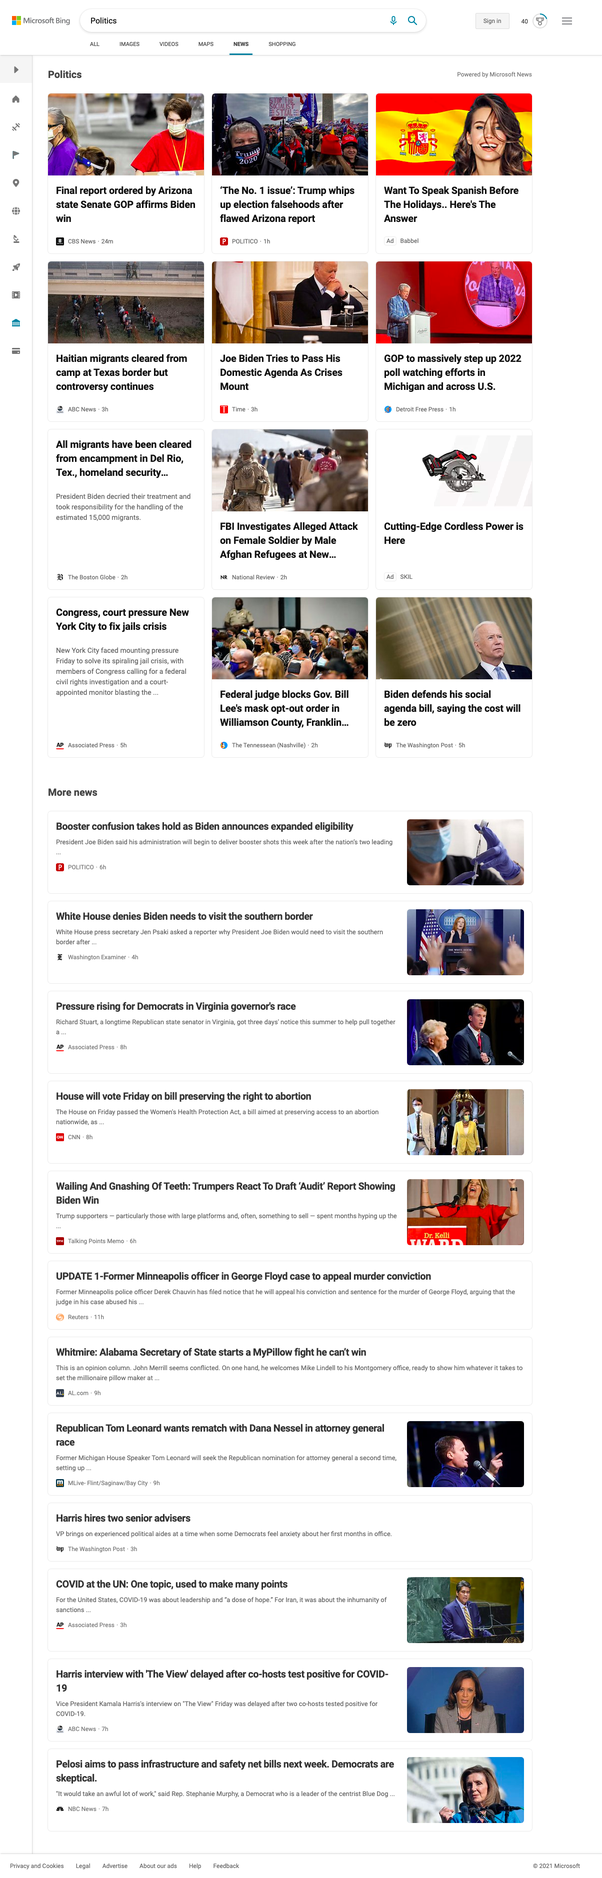 Microsoft Bing
Politics
Sign in
40
ALL
IMAGES
VIDEOS
MAPS
NEWS
SHOPPING
Politics
Powered by Microsoft News
Final report ordered by Arizona
state Senate GOP affirms Biden
win
CBS News · 24m
TRUMP
2020
'The No. 1 issue': Trump whips
up election falsehoods after
flawed Arizona report
POLITICO · 1h
Want To Speak Spanish Before
The Holidays.. Here's The
Answer
Ad Babbel
Haitian migrants cleared from
camp at Texas border but
controversy continues
ABC News · 3h
Joe Biden Tries to Pass His
Domestic Agenda As Crises
Mount
Time · 3h
GOP to massively step up 2022
poll watching efforts in
Michigan and across U.S.
Detroit Free Press · 1h
All migrants have been cleared
from encampment in Del Rio,
Tex., homeland security...
President Biden decried their treatment and
took responsibility for the handling of the
estimated 15,000 migrants.
The Boston Globe · 2h
FBI Investigates Alleged Attack
on Female Soldier by Male
Afghan Refugees at New...
NR National Review · 2h
Cutting-Edge Cordless Power is
Here
Ad SKIL
Congress, court pressure New
York City to fix jails crisis
New York City faced mounting pressure
Friday to solve its spiraling jail crisis, with
members of Congress calling for a federal
civil rights investigation and a court-
appointed monitor blasting the ...
AP Associated Press · 5h
Federal judge blocks Gov. Bill
Lee's mask opt-out order in
Williamson County, Franklin...
The Tennessean (Nashville) · 2h
Biden defends his social
agenda bill, saying the cost will
be zero
wp The Washington Post · 5h
More news
Booster confusion takes hold as Biden announces expanded eligibility
President Joe Biden said his administration will begin to deliver booster shots this week after the nation's two leading
...
POLITICO · 6h
White House denies Biden needs to visit the southern border
White House press secretary Jen Psaki asked a reporter why President Joe Biden would need to visit the southern
border after ...
Washington Examiner · 4h
Pressure rising for Democrats in Virginia governor's race
Richard Stuart, a longtime Republican state senator in Virginia, got three days' notice this summer to help pull together
a ...
AP Associated Press · 8h
House will vote Friday on bill preserving the right to abortion
The House on Friday passed the Women's Health Protection Act, a bill aimed at preserving access to an abortion
nationwide, as ...
CNN CNN · 8h
Wailing And Gnashing Of Teeth: Trumpers React To Draft 'Audit' Report Showing
Biden Win
Trump supporters — particularly those with large platforms and, often, something to sell — spent months hyping up the
...
Talking Points Memo · 6h
Dr. Kelli
WARD
UPDATE 1-Former Minneapolis officer in George Floyd case to appeal murder conviction
Former Minneapolis police officer Derek Chauvin has filed notice that he will appeal his conviction and sentence for the murder of George Floyd, arguing that the
judge in his case abused his ...
Reuters · 11h
Whitmire: Alabama Secretary of State starts a MyPillow fight he can't win
This is an opinion column. John Merrill seems conflicted. On one hand, he welcomes Mike Lindell to his Montgomery office, ready to show him whatever it takes to
set the millionaire pillow maker at ...
AL.com · 9h
Republican Tom Leonard wants rematch with Dana Nessel in attorney general
race
Former Michigan House Speaker Tom Leonard will seek the Republican nomination for attorney general a second time,
setting up ...
MLive- Flint/Saginaw/Bay City · 9h
Harris hires two senior advisers
VP brings on experienced political aides at a time when some Democrats feel anxiety about her first months in office.
wp The Washington Post · 3h
COVID at the UN: One topic, used to make many points
For the United States, COVID-19 was about leadership and "a dose of hope." For Iran, it was about the inhumanity of
sanctions ...
AP Associated Press · 3h
Harris interview with 'The View' delayed after co-hosts test positive for COVID-
19
Vice President Kamala Harris's interview on "The View" Friday was delayed after two co-hosts tested positive for
COVID-19.
ABC News · 7h
Pelosi aims to pass infrastructure and safety net bills next week. Democrats are
skeptical.
"It would take an awful lot of work," said Rep. Stephanie Murphy, a Democrat who is a leader of the centrist Blue Dog ...
NBC News · 7h
Privacy and Cookies
Legal
Advertise
About our ads
Help
Feedback
© 2021 Microsoft